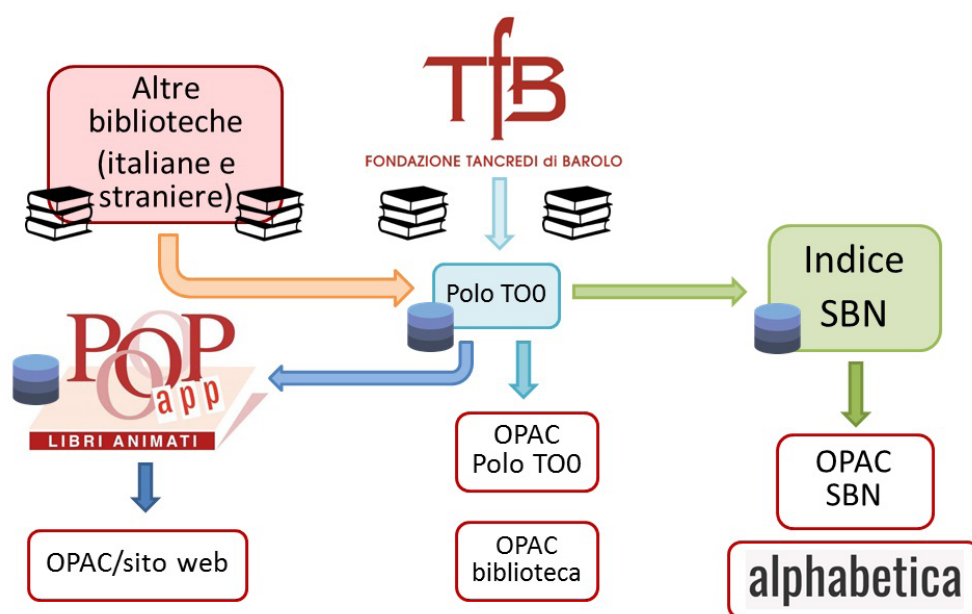 Altre
biblioteche
(italiane e
straniere)
TfB
FONDAZIONE TANCREDI di BAROLO
Polo TO0
Indice
SBN
POP
app
LIBRI ANIMATI
OPAC
Polo TO0
OPAC
SBN
OPAC/sito web
OPAC
biblioteca
alphabetica